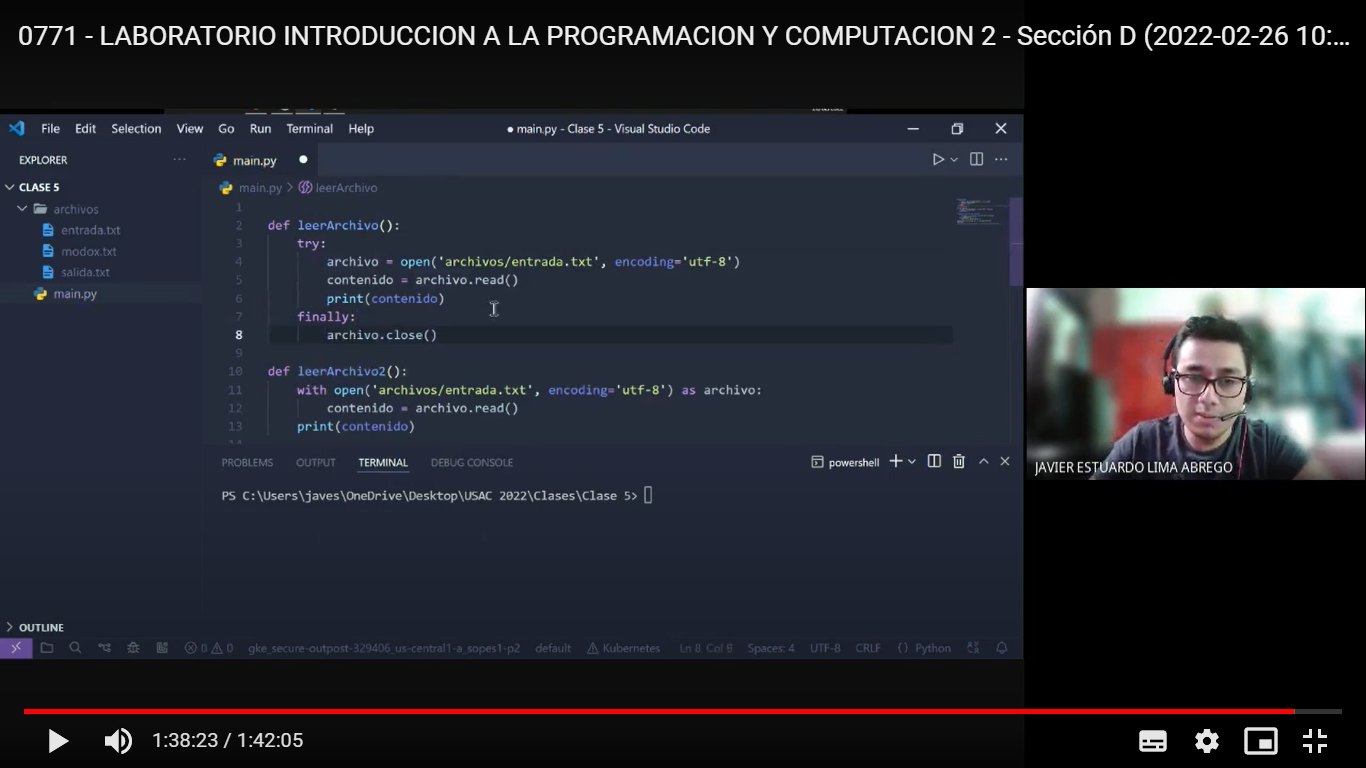 0771 - LABORATORIO INTRODUCCION A LA PROGRAMACION Y COMPUTACION 2 - Sección D (2022-02-26 10:...
File Edit Selection View Go Run Terminal Help
● main.py - Clase 5 - Visual Studio Code
EXPLORER ...
CLASE 5
archivos
entrada.txt
modox.txt
salida.txt
main.py
main.py ●
main.py > leerArchivo
1
2 def leerArchivo():
3 try:
4 archivo = open('archivos/entrada.txt', encoding='utf-8')
5 contenido = archivo.read()
6 print(contenido)
7 finally:
8 archivo.close()
9
10 def leerArchivo2():
11 with open('archivos/entrada.txt', encoding='utf-8') as archivo:
12 contenido = archivo.read()
13 print(contenido)
14
PROBLEMS OUTPUT TERMINAL DEBUG CONSOLE
powershell
PS C:\Users\javes\OneDrive\Desktop\USAC 2022\Clases\Clase 5>
OUTLINE
0 0 gke_secure-outpost-329406_us-central1-a_sopes1-p2 default Kubernetes Ln 8, Col 8 Spaces: 4 UTF-8 CRLF {} Python
JAVIER ESTUARDO LIMA ABREGO
1:38:23 / 1:42:05